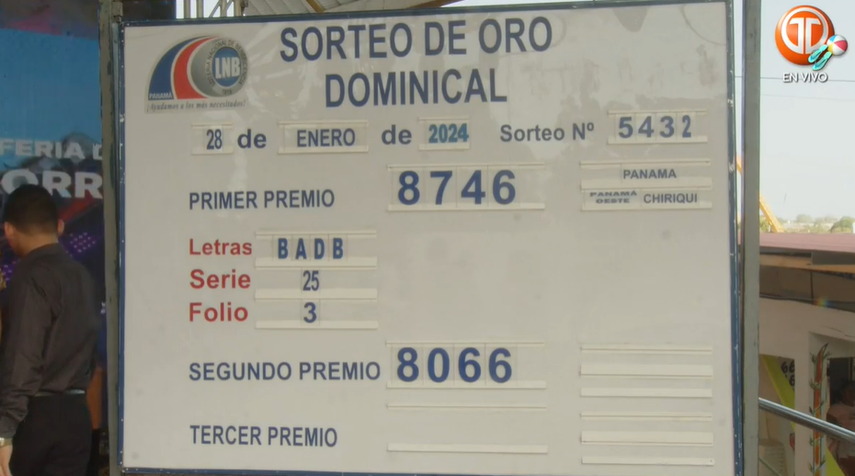 SORTEO DE ORO
DOMINICAL
LNB
PANAMA
Ayudamos a los más necesitados!
28 de ENERO de 2024 Sorteo Nº 5432
PRIMER PREMIO 8746
PANAMA
PANAMÁ OESTE CHIRIQUI
Letras BADB
Serie 25
Folio 3
SEGUNDO PREMIO 8066
TERCER PREMIO
FERIA D
ORR
EN VIVO